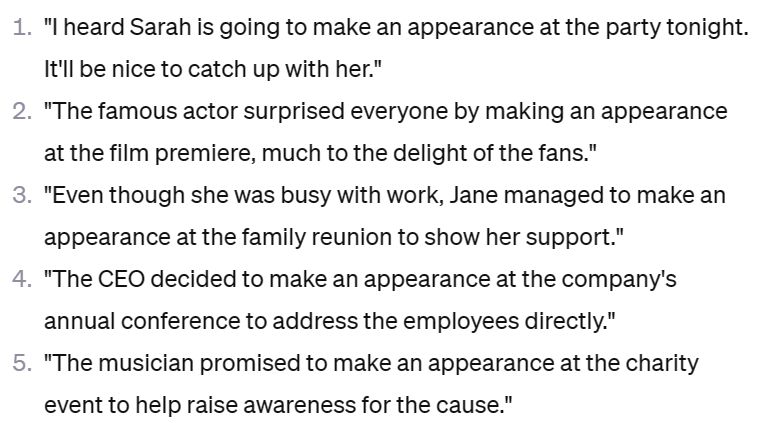 1. "I heard Sarah is going to make an appearance at the party tonight.
It'll be nice to catch up with her."
2. "The famous actor surprised everyone by making an appearance
at the film premiere, much to the delight of the fans."
3. "Even though she was busy with work, Jane managed to make an
appearance at the family reunion to show her support."
4. "The CEO decided to make an appearance at the company's
annual conference to address the employees directly."
5. "The musician promised to make an appearance at the charity
event to help raise awareness for the cause."